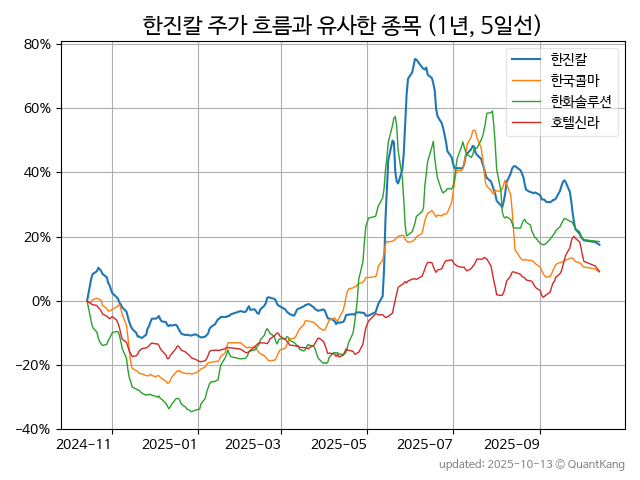 한진칼 주가 흐름과 유사한 종목 (1년, 5일선)
80%
60%
40%
20%
0%
−20%
−40%
한진칼
한국콜마
한화솔루션
호텔신라
2024-11
2025-01
2025-03
2025-05
2025-07
2025-09
updated: 2025-10-13 © QuantKang